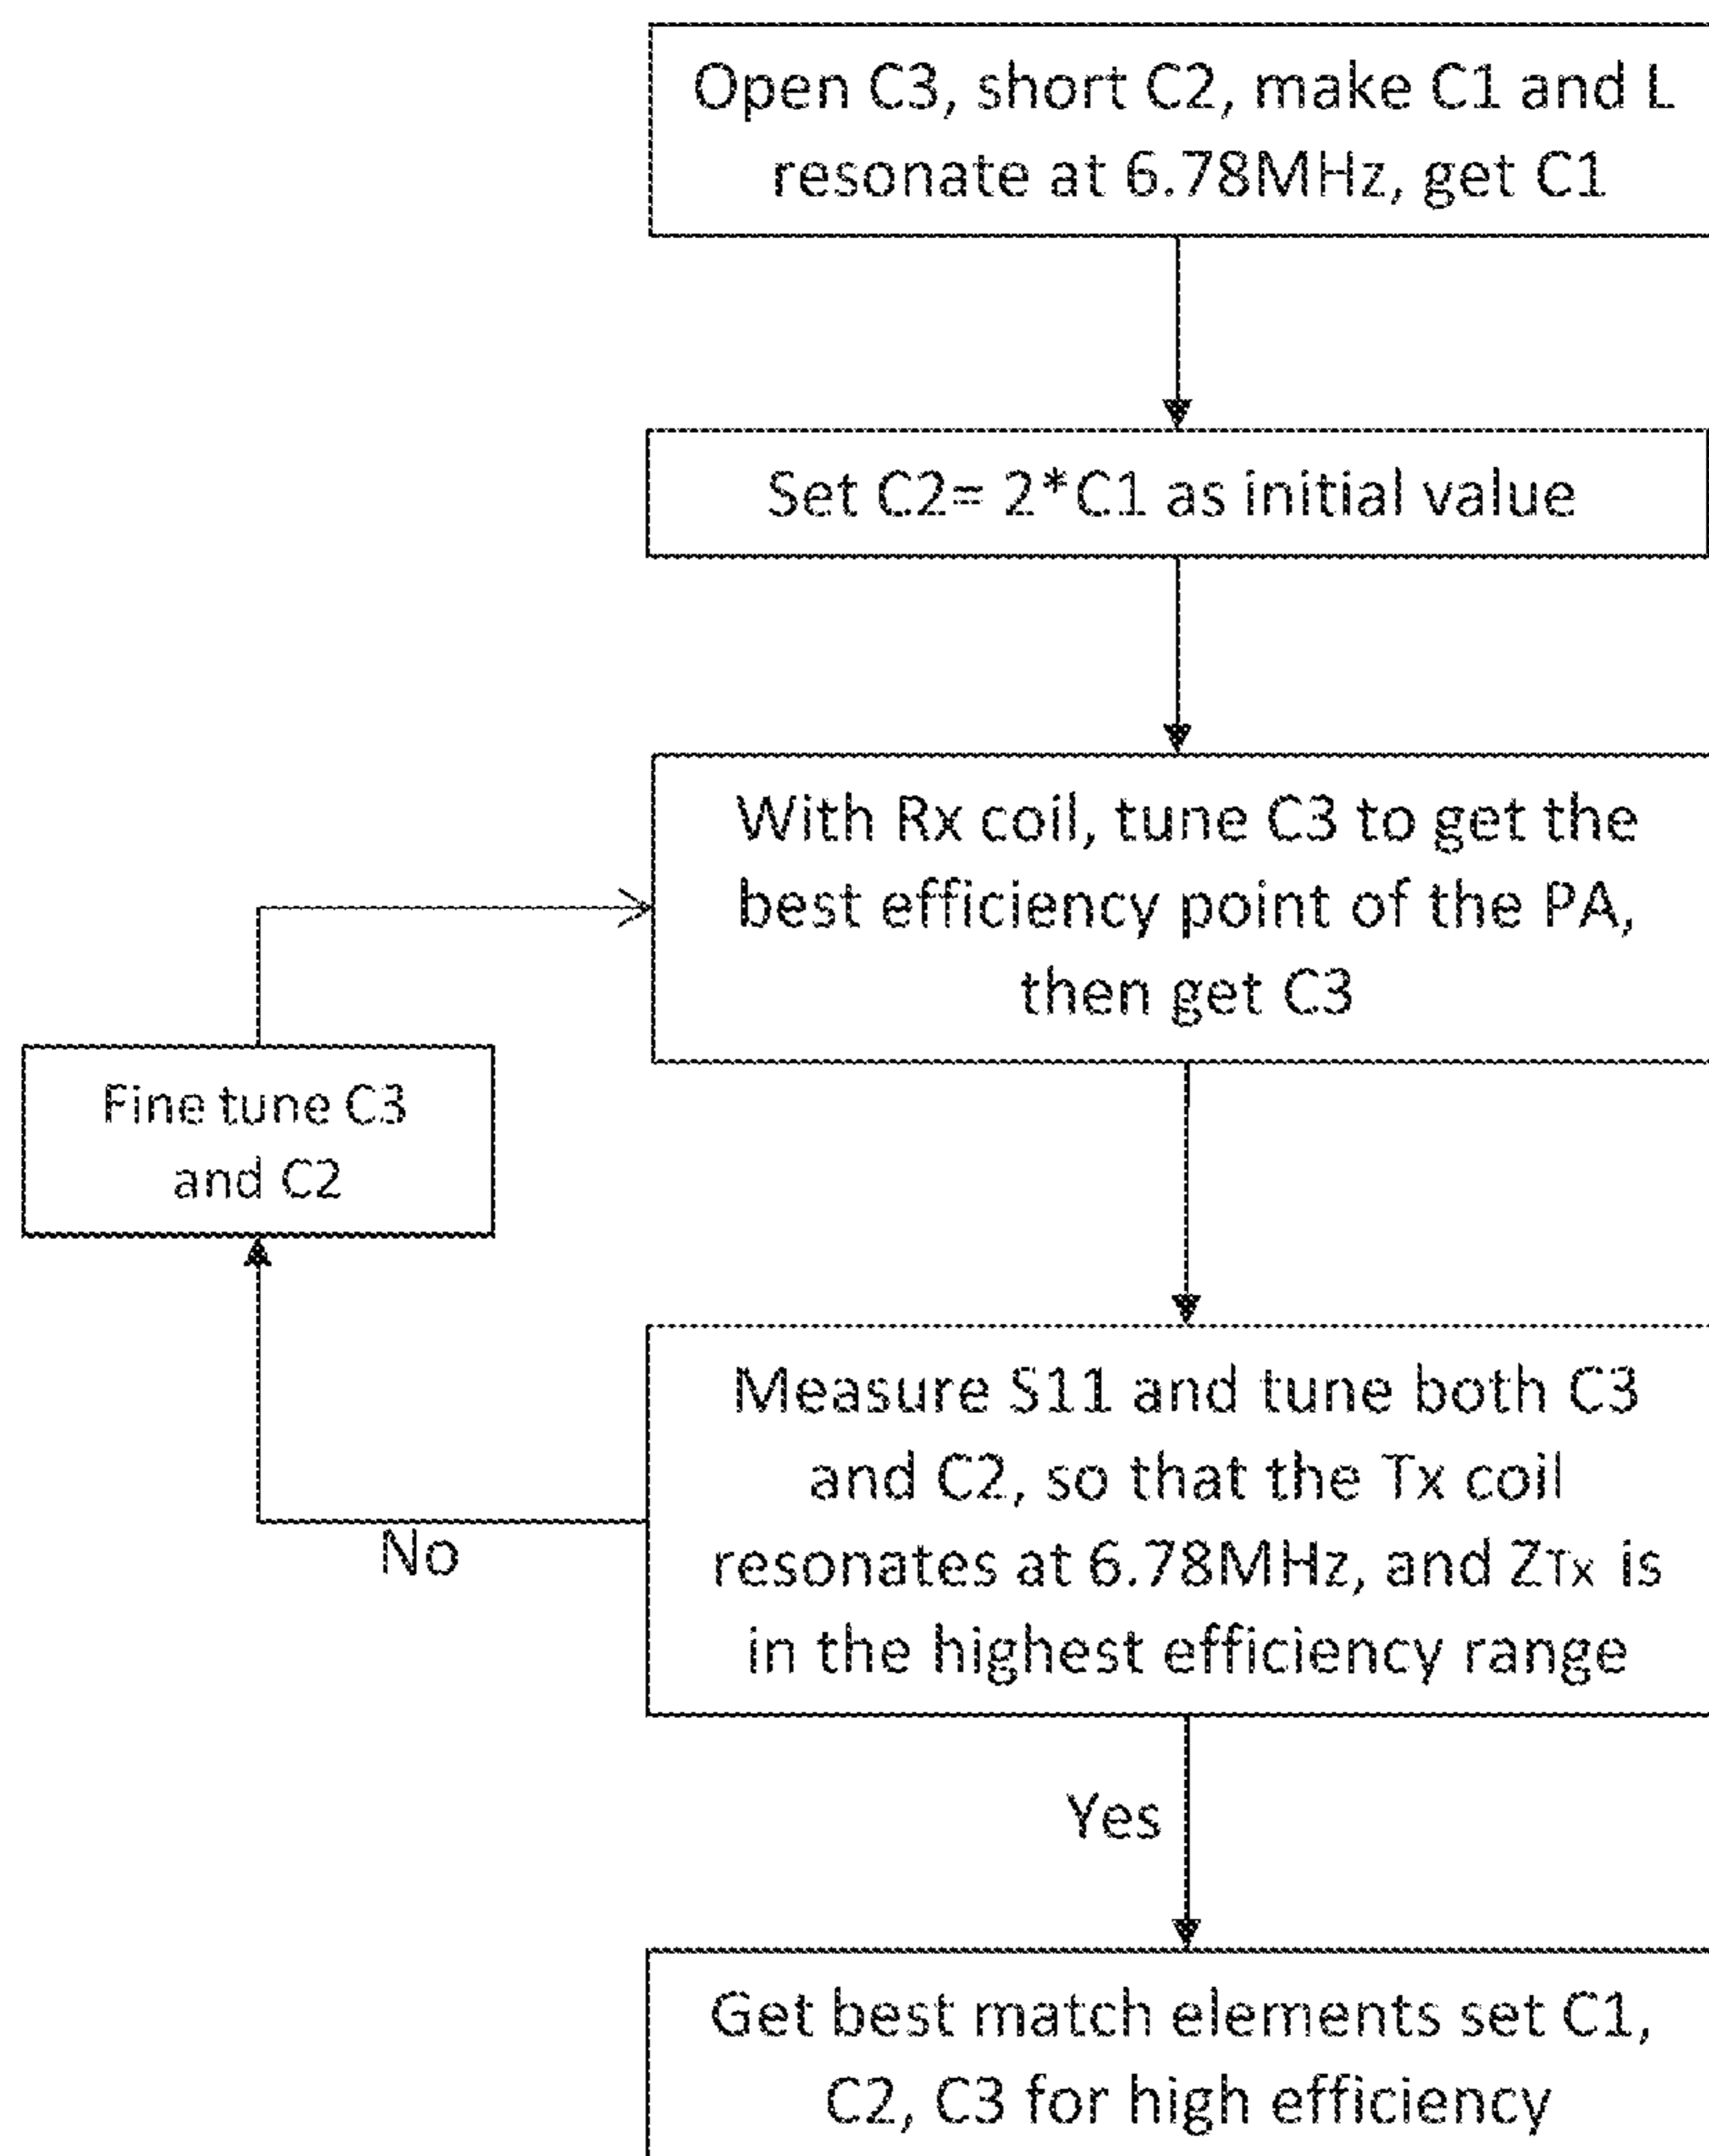 Open C3, short C2, make C1 and L
resonate at 6.78MHz, get C1
Set C2= 2*C1 as initial value
With Rx coil, tune C3 to get the
best efficiency point of the PA,
then get C3
Fine tune C3
and C2
Measure S11 and tune both C3
and C2, so that the Tx coil
resonates at 6.78MHz, and ZTx is
in the highest efficiency range
No
Yes
Get best match elements set C1,
C2, C3 for high efficiency